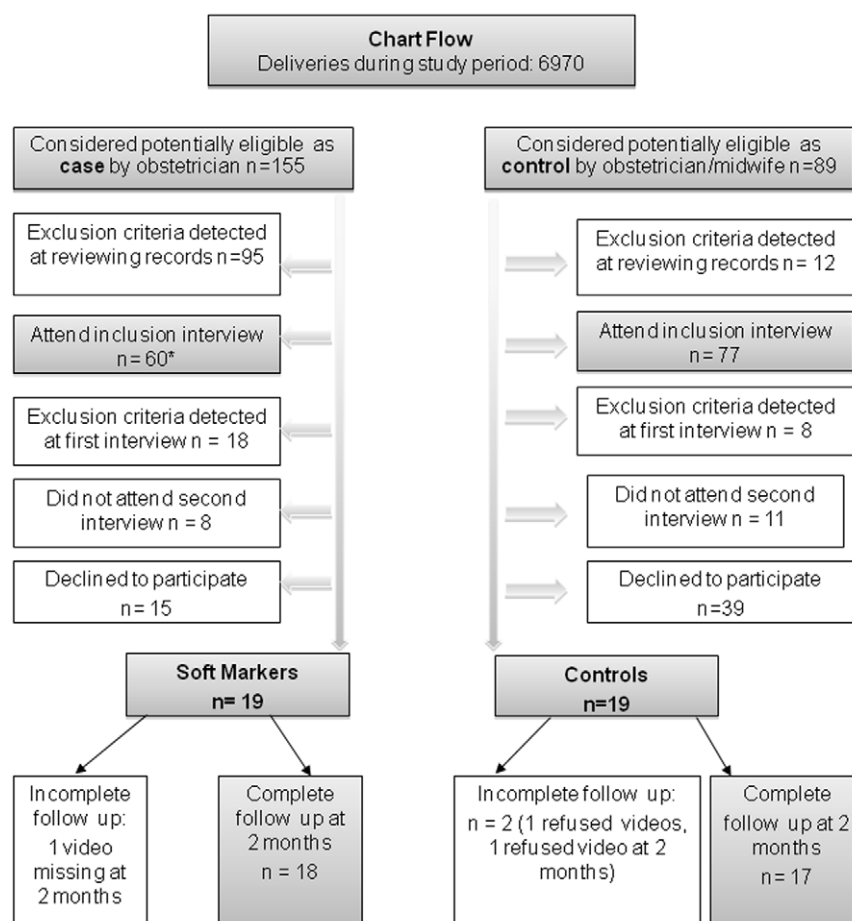 Chart Flow
Deliveries during study period: 6970
Considered potentially eligible as
case by obstetrician n=155
Considered potentially eligible as
control by obstetrician/midwife n=89
Exclusion criteria detected
at reviewing records n=95
Exclusion criteria detected
at reviewing records n= 12
Attend inclusion interview
n= 60*
Attend inclusion interview
n= 77
Exclusion criteria detected
at first interview n = 18
Exclusion criteria detected
at first interview n = 8
Did not attend second
interview n = 8
Did not attend second
interview n = 11
Declined to participate
n= 15
Declined to participate
n=39
Soft Markers
n= 19
Controls
n=19
Incomplete
follow up:
1 video
missing at
2 months
Complete
follow up at
2 months
n = 18
Incomplete follow up:
n = 2 (1 refused videos,
1 refused video at 2
months)
Complete
follow up at 2
months
n = 17